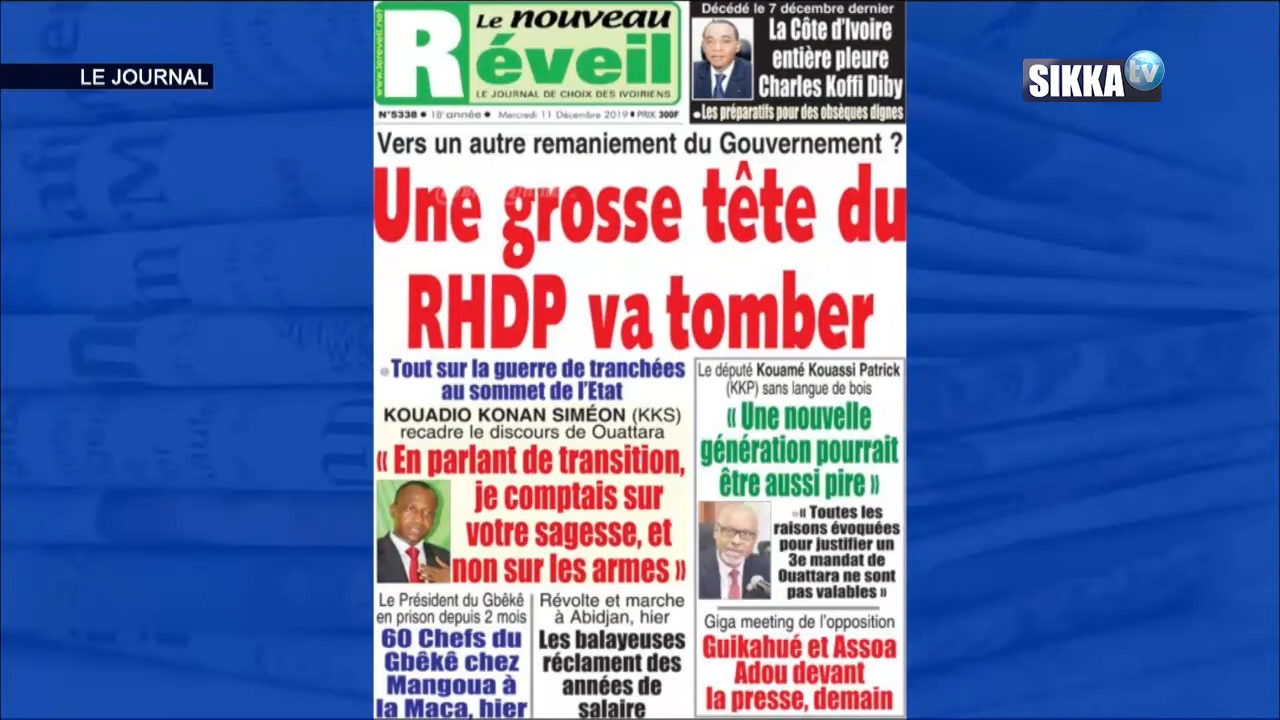 LE JOURNAL
SIKKA tv
www.lereveil.net
Le nouveau
Réveil
LE JOURNAL DE CHOIX DES IVOIRIENS
N°5338 • 18e année • Mercredi 11 Décembre 2019 • PRIX 300F
Décédé le 7 décembre dernier
La Côte d'Ivoire
entière pleure
Charles Koffi Diby
• Les préparatifs pour des obsèques dignes
Vers un autre remaniement du Gouvernement ?
Une grosse tête du
RHDP va tomber
• Tout sur la guerre de tranchées
au sommet de l'Etat
KOUADIO KONAN SIMÉON (KKS)
recadre le discours de Ouattara
« En parlant de transition,
je comptais sur
votre sagesse, et
non sur les armes »
Le Président du Gbêkê
en prison depuis 2 mois
60 Chefs du
Gbêkê chez
Mangoua à
la Maca, hier
Révolte et marche
à Abidjan, hier
Les balayeuses
réclament des
années de
salaire
Le député Kouamé Kouassi Patrick
(KKP) sans langue de bois
« Une nouvelle
génération pourrait
être aussi pire »
• « Toutes les
raisons évoquées
pour justifier un
3e mandat de
Ouattara ne sont
pas valables »
Giga meeting de l'opposition
Guikahué et Assoa
Adou devant
la presse, demain